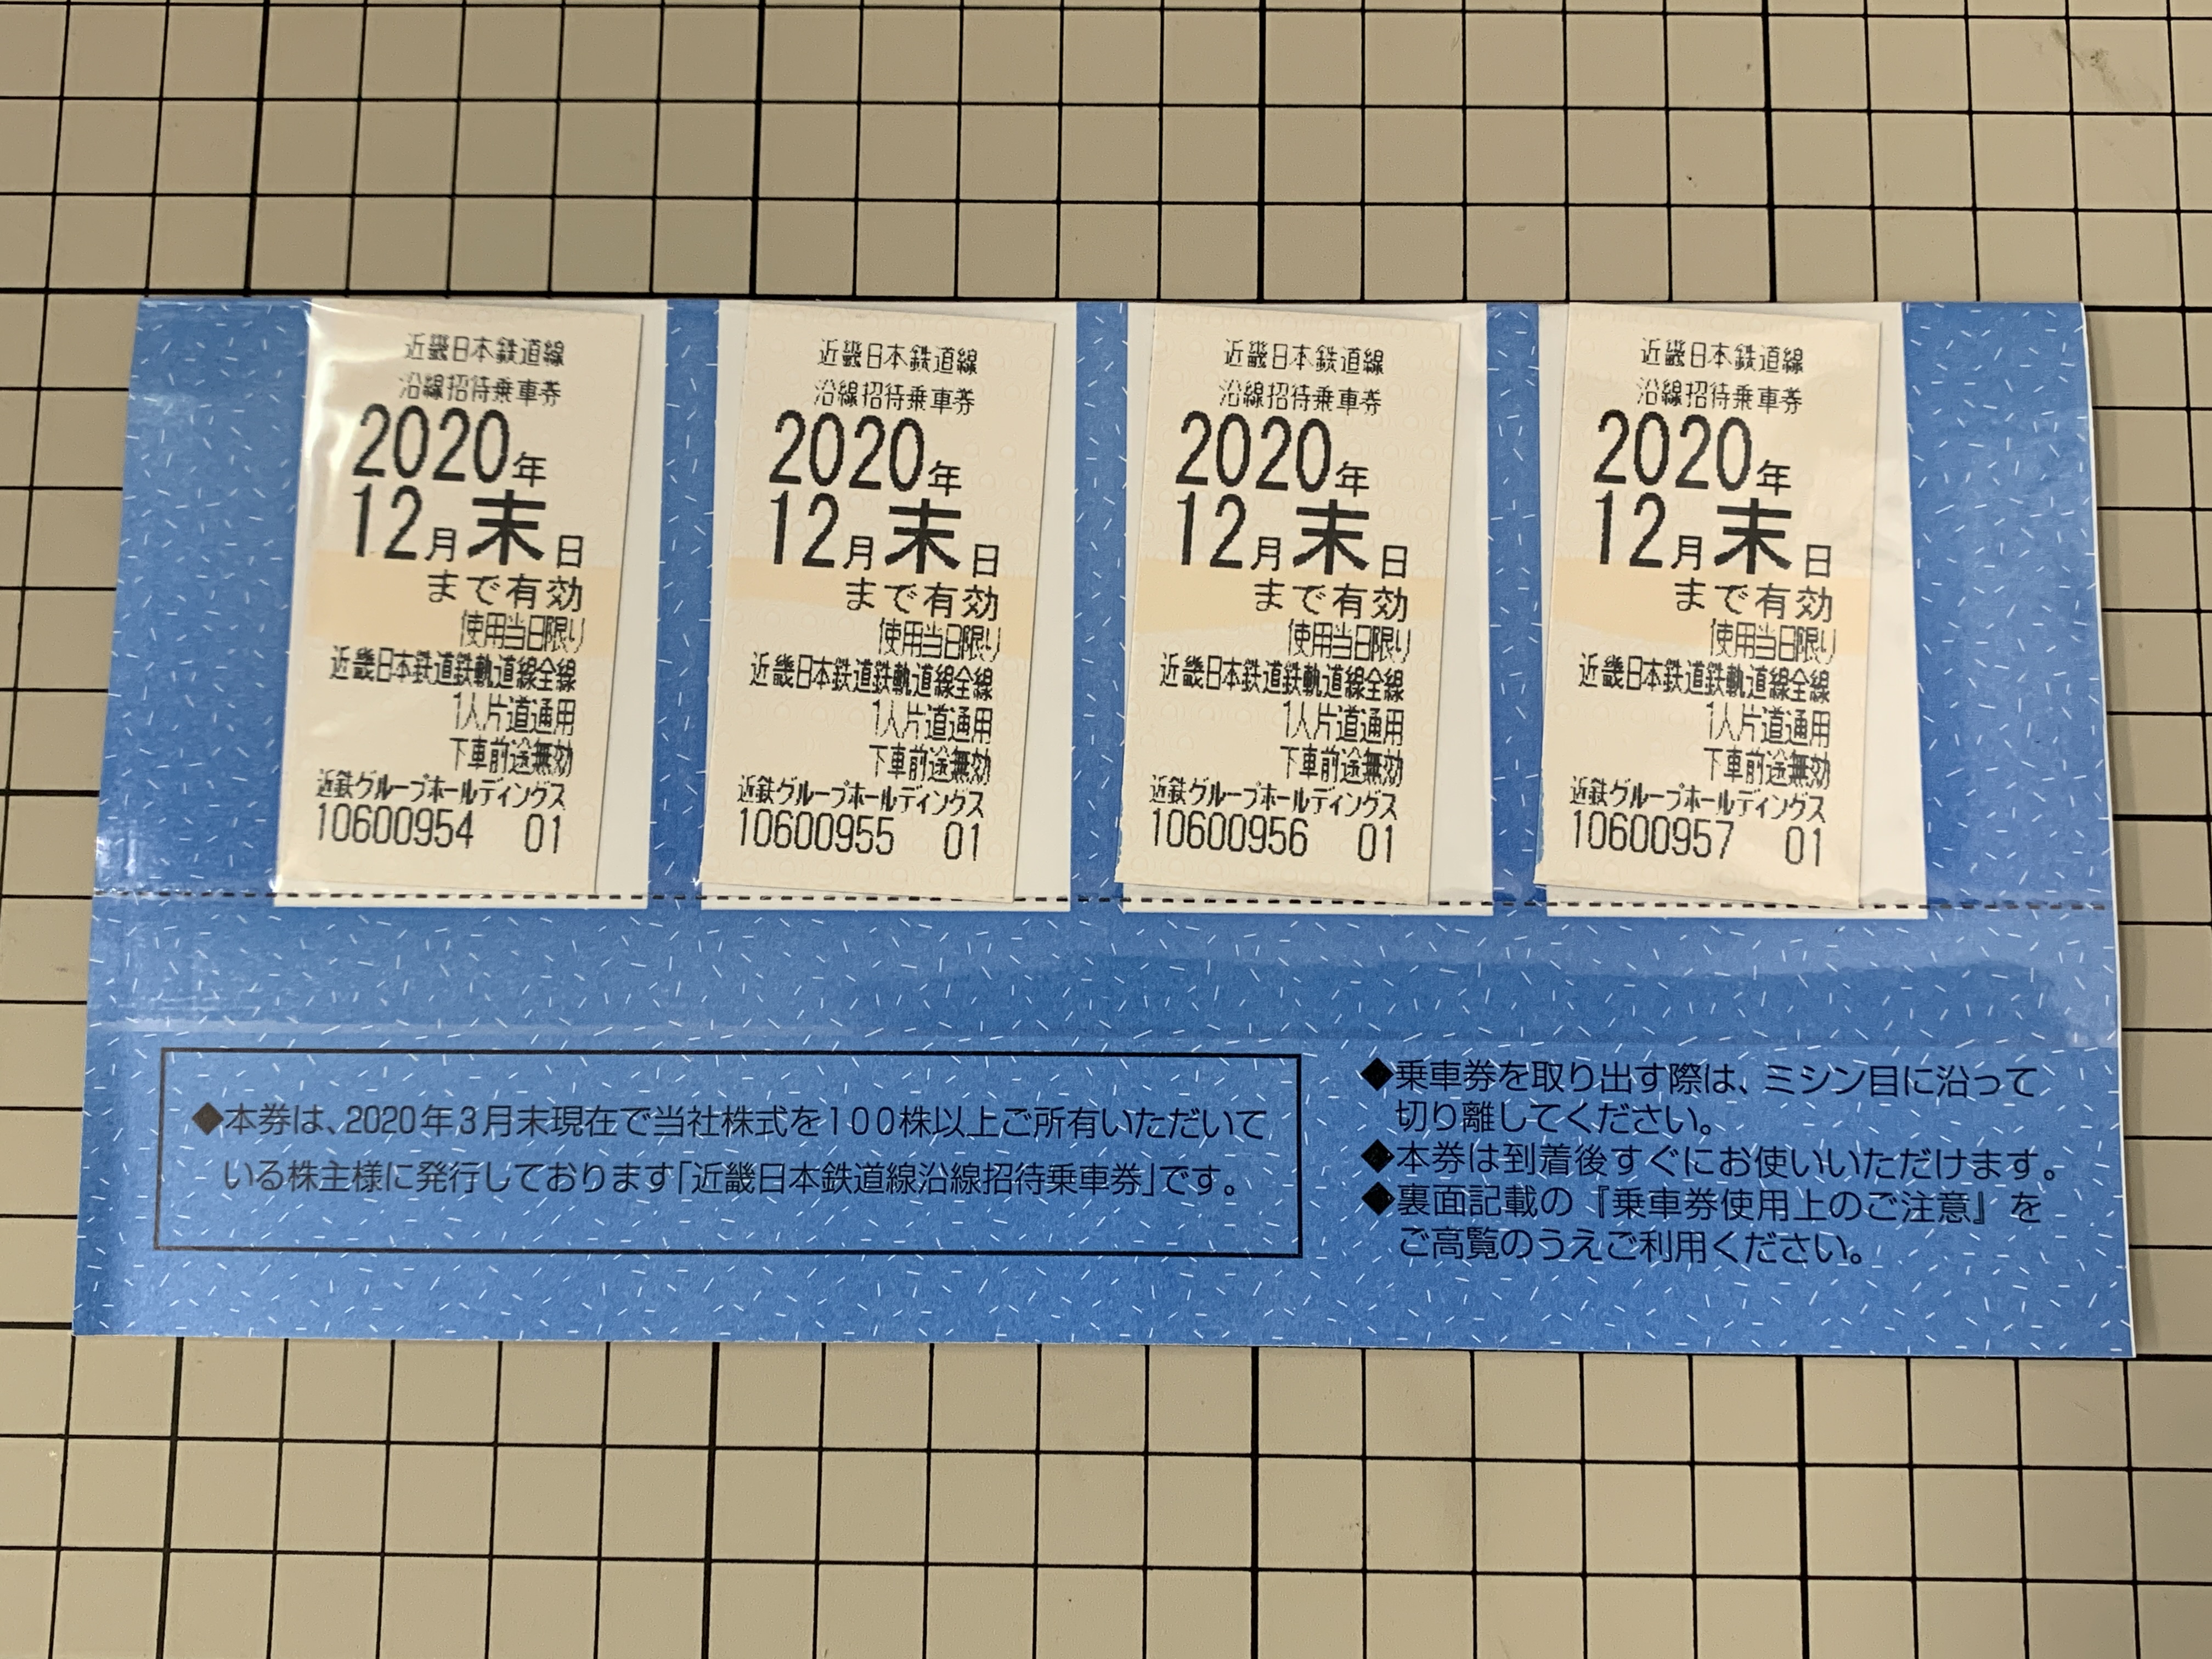 近畿日本鉄道線
沿線招待乗車券
2020年
12月末日
まで有効
使用当日限り
近畿日本鉄道鉄軌道線全線
1人片道通用
下車前途無効
近鉄グループホールディングス
10600954 01
近畿日本鉄道線
沿線招待乗車券
2020年
12月末日
まで有効
使用当日限り
近畿日本鉄道鉄軌道線全線
1人片道通用
下車前途無効
近鉄グループホールディングス
10600955 01
近畿日本鉄道線
沿線招待乗車券
2020年
12月末日
まで有効
使用当日限り
近畿日本鉄道鉄軌道線全線
1人片道通用
下車前途無効
近鉄グループホールディングス
10600956 01
近畿日本鉄道線
沿線招待乗車券
2020年
12月末日
まで有効
使用当日限り
近畿日本鉄道鉄軌道線全線
1人片道通用
下車前途無効
近鉄グループホールディングス
10600957 01
◆本券は、2020年3月末現在で当社株式を100株以上ご所有いただいて
いる株主様に発行しております「近畿日本鉄道線沿線招待乗車券」です。
◆乗車券を取り出す際は、ミシン目に沿って
切り離してください。
◆本券は到着後すぐにお使いいただけます。
◆裏面記載の『乗車券使用上のご注意』を
ご高覧のうえご利用ください。